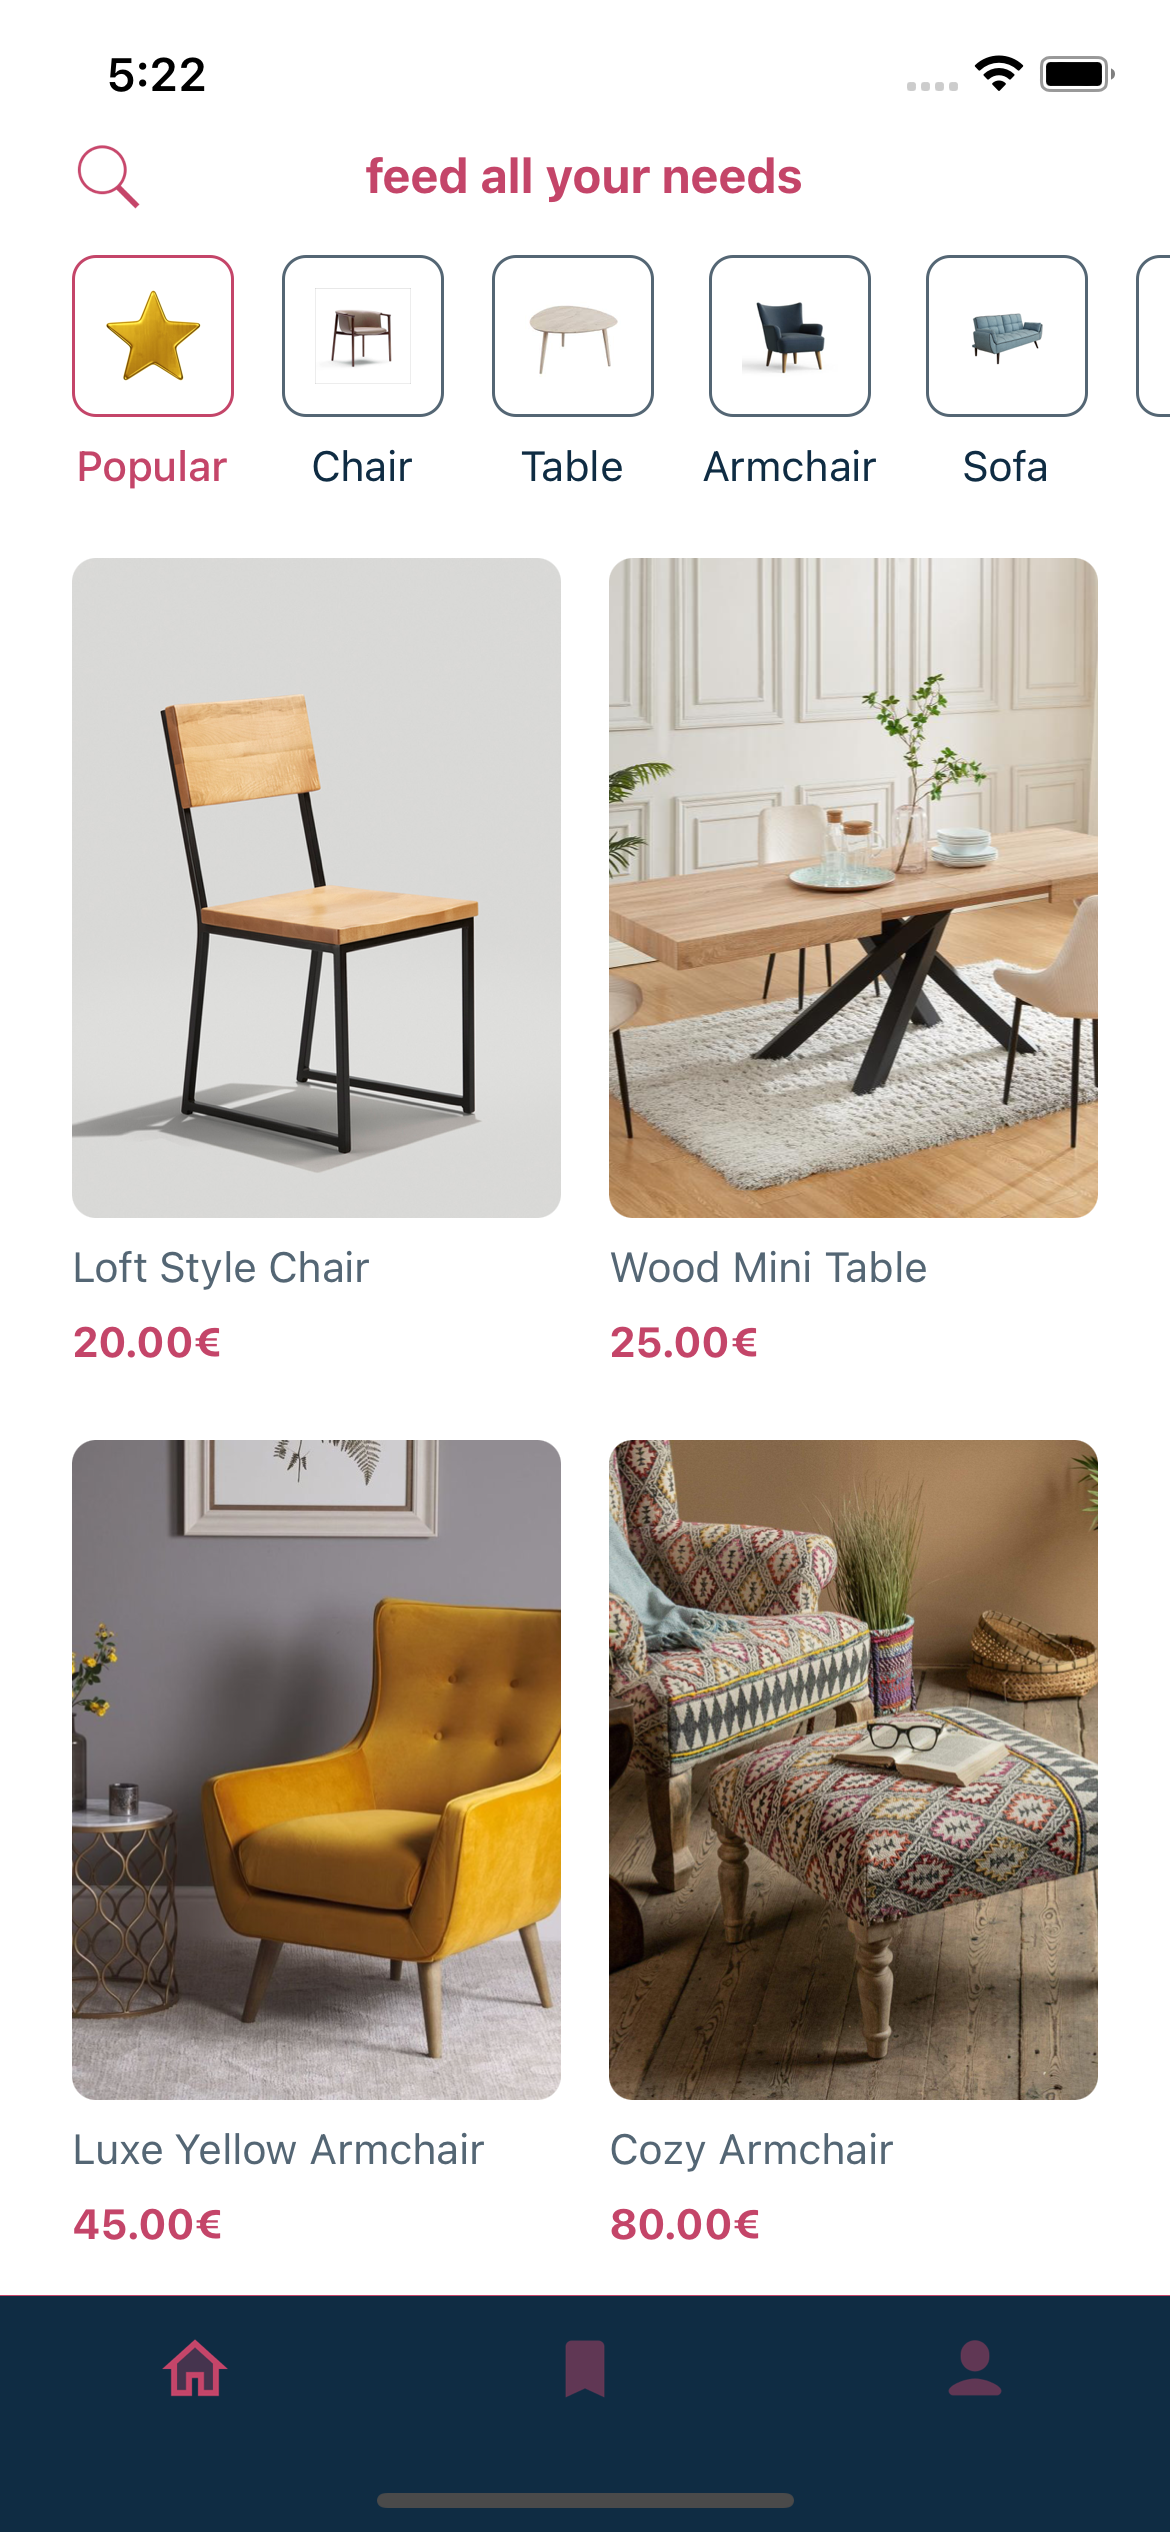 5:22
feed all your needs
Popular
Chair
Table
Armchair
Sofa
Loft Style Chair
Wood Mini Table
20.00€
25.00€
Luxe Yellow Armchair
Cozy Armchair
45.00€
80.00€